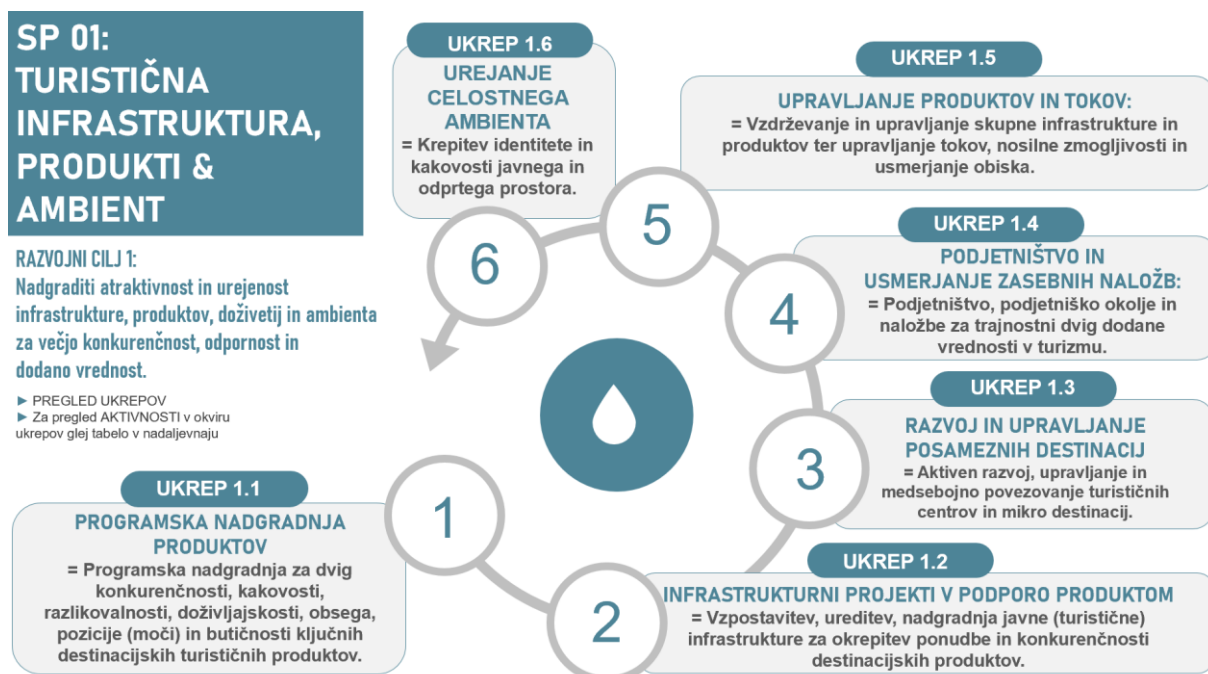 SP 01:
TURISTIČNA
INFRASTRUKTURA,
PRODUKTI &
AMBIENT
RAZVOJNI CILJ 1:
Nadgraditi atraktivnost in urejenost
infrastrukture, produktov, doživetij in ambienta
za večjo konkurenčnost, odpornost in
dodano vrednost.
► PREGLED UKREPOV
► Za pregled AKTIVNOSTI v okviru
ukrepov glej tabelo v nadaljevnaju
UKREP 1.1
PROGRAMSKA NADGRADNJA
PRODUKTOV
= Programska nadgradnja za dvig
konkurenčnosti, kakovosti,
razlikovalnosti, doživljajskosti, obsega,
pozicije (moči) in butičnosti ključnih
destinacijskih turističnih produktov.
1
UKREP 1.2
INFRASTRUKTURNI PROJEKTI V PODPORO PRODUKTOM
= Vzpostavitev, ureditev, nadgradnja javne (turistične)
infrastrukture za okrepitev ponudbe in konkurenčnosti
destinacijskih produktov.
2
UKREP 1.3
RAZVOJ IN UPRAVLJANJE
POSAMEZNIH DESTINACIJ
= Aktiven razvoj, upravljanje in
medsebojno povezovanje turističnih
centrov in mikro destinacij.
3
UKREP 1.4
PODJETNIŠTVO IN
USMERJANJE ZASEBNIH NALOŽB:
= Podjetništvo, podjetniško okolje in
naložbe za trajnostni dvig dodane
vrednosti v turizmu.
4
UKREP 1.5
UPRAVLJANJE PRODUKTOV IN TOKOV:
= Vzdrževanje in upravljanje skupne infrastrukture in
produktov ter upravljanje tokov, nosilne zmogljivosti in
usmerjanje obiska.
5
UKREP 1.6
UREJANJE
CELOSTNEGA
AMBIENTA
= Krepitev identitete in
kakovosti javnega in
odprtega prostora.
6